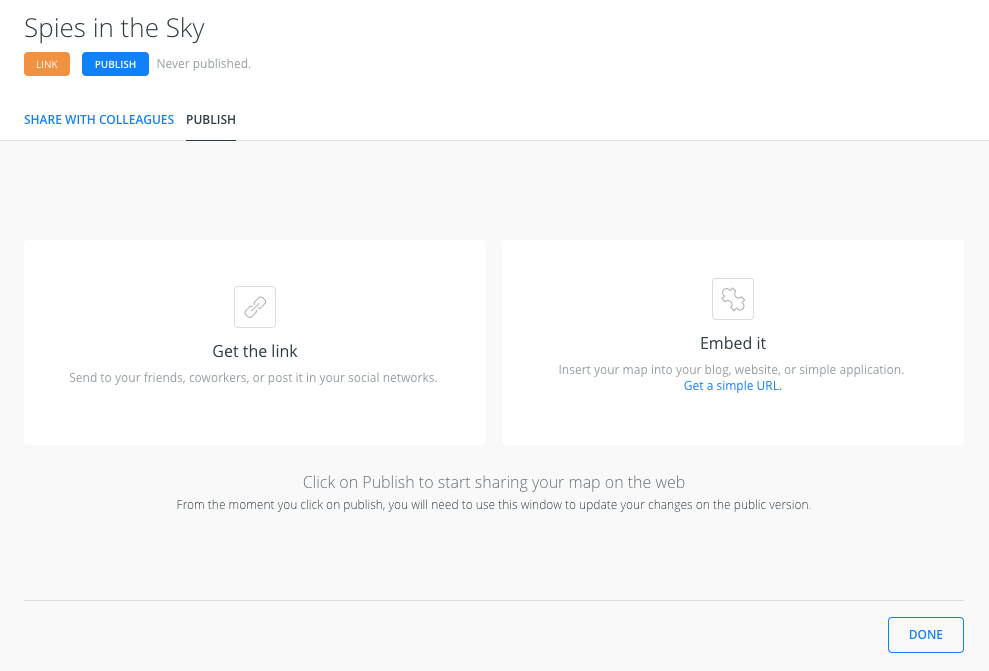 Spies in the Sky
LINK PUBLISH Never published.
SHARE WITH COLLEAGUES PUBLISH
Get the link
Send to your friends, coworkers, or post it in your social networks.
Embed it
Insert your map into your blog, website, or simple application.
Get a simple URL.
Click on Publish to start sharing your map on the web
From the moment you click on publish, you will need to use this window to update your changes on the public version.
DONE